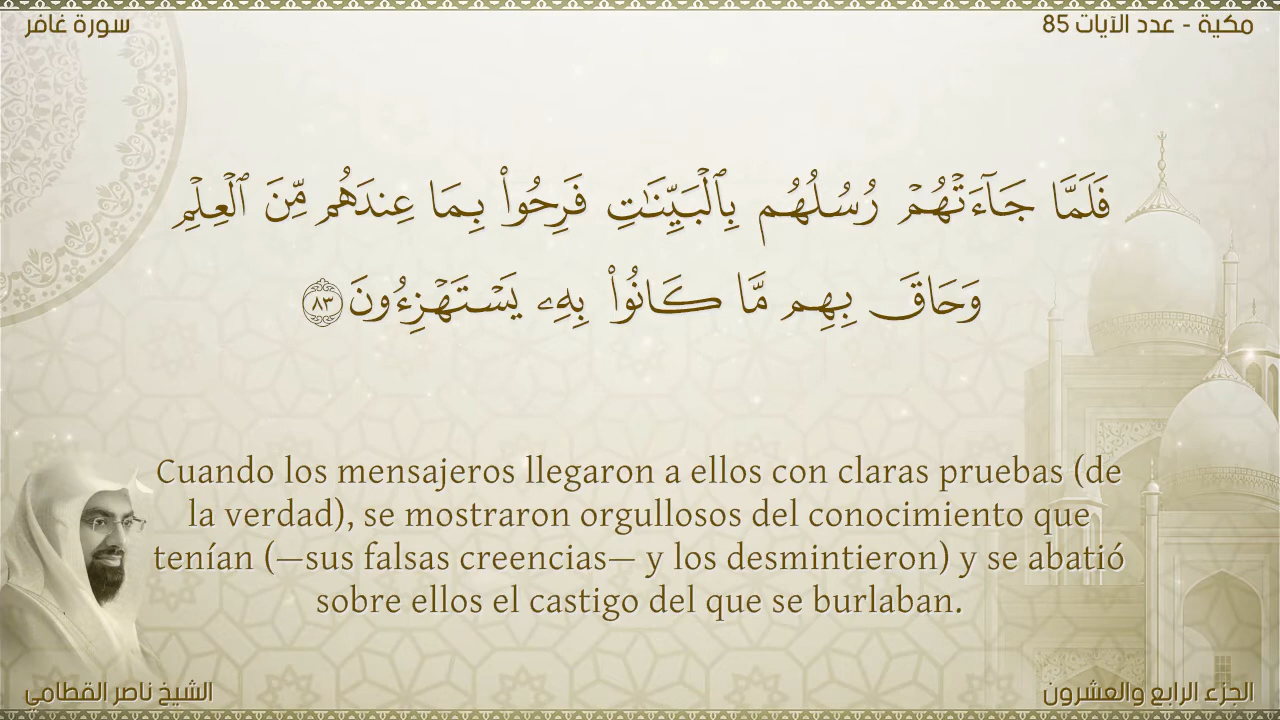 سورة غافر
مكية - عدد الآيات 85
فَلَمَّا جَآءَتْهُمْ رُسُلُهُم بِٱلْبَيِّنَـٰتِ فَرِحُوا۟ بِمَا عِندَهُم مِّنَ ٱلْعِلْمِ
وَحَاقَ بِهِم مَّا كَانُوا۟ بِهِۦ يَسْتَهْزِءُونَ ٨٣
Cuando los mensajeros llegaron a ellos con claras pruebas (de
la verdad), se mostraron orgullosos del conocimiento que
tenían (—sus falsas creencias— y los desmintieron) y se abatió
sobre ellos el castigo del que se burlaban.
الشيخ ناصر القطامي
الجزء الرابع والعشرون